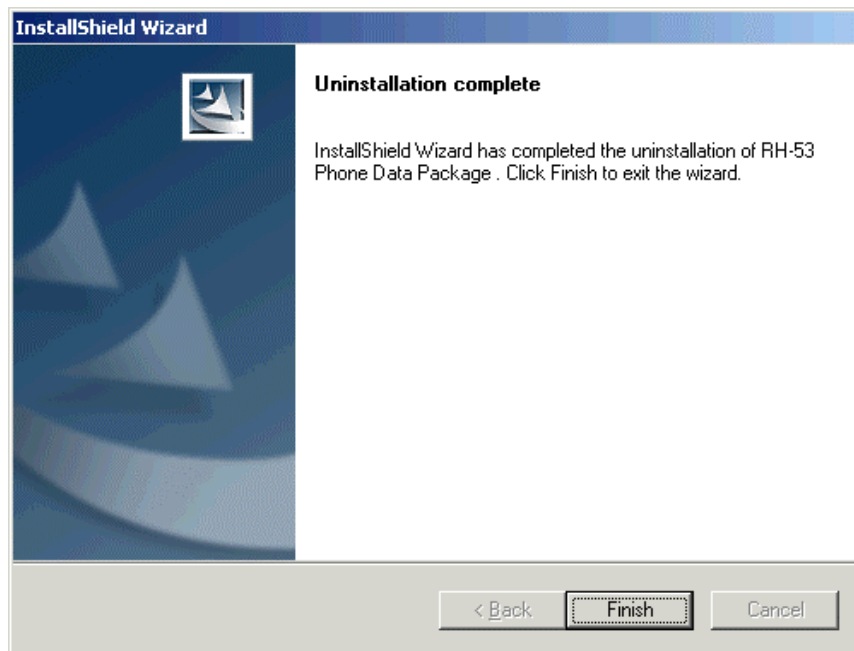 InstallShield Wizard
Uninstallation complete
InstallShield Wizard has completed the uninstallation of RH-53
Phone Data Package . Click Finish to exit the wizard.
< Back
Finish
Cancel